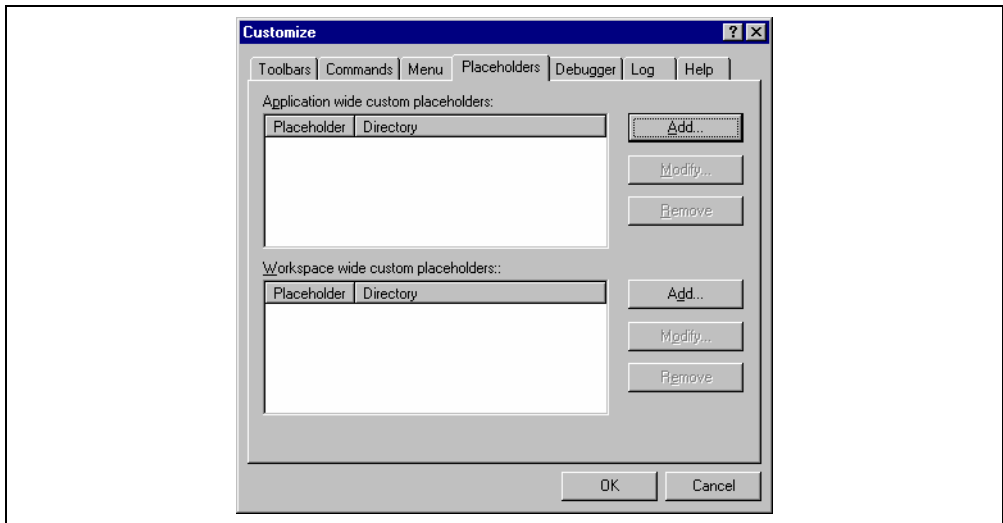 Customize
Toolbars Commands Menu Placeholders Debugger Log Help
Application wide custom placeholders:
Placeholder Directory
Add...
Modify...
Remove
Workspace wide custom placeholders::
Placeholder Directory
Add...
Modify...
Remove
OK Cancel